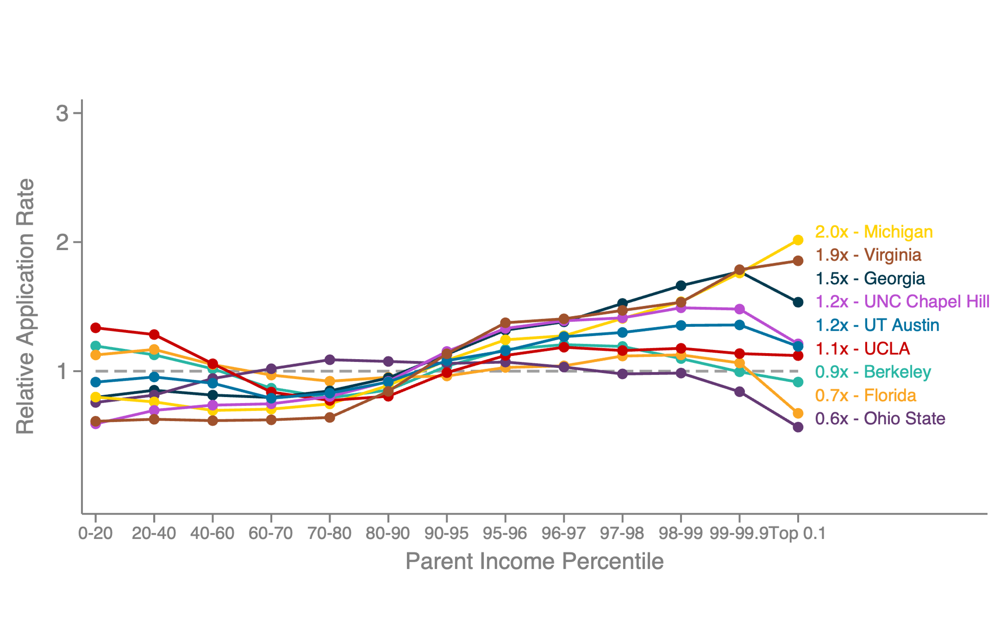 3
2
1
Relative Application Rate
2.0x - Michigan
1.9x - Virginia
1.5x - Georgia
1.2x - UNC Chapel Hill
1.2x - UT Austin
1.1x - UCLA
0.9x - Berkeley
0.7x - Florida
0.6x - Ohio State
0-20 20-40 40-60 60-70 70-80 80-90 90-95 95-96 96-97 97-98 98-99 99-99.9 Top 0.1
Parent Income Percentile